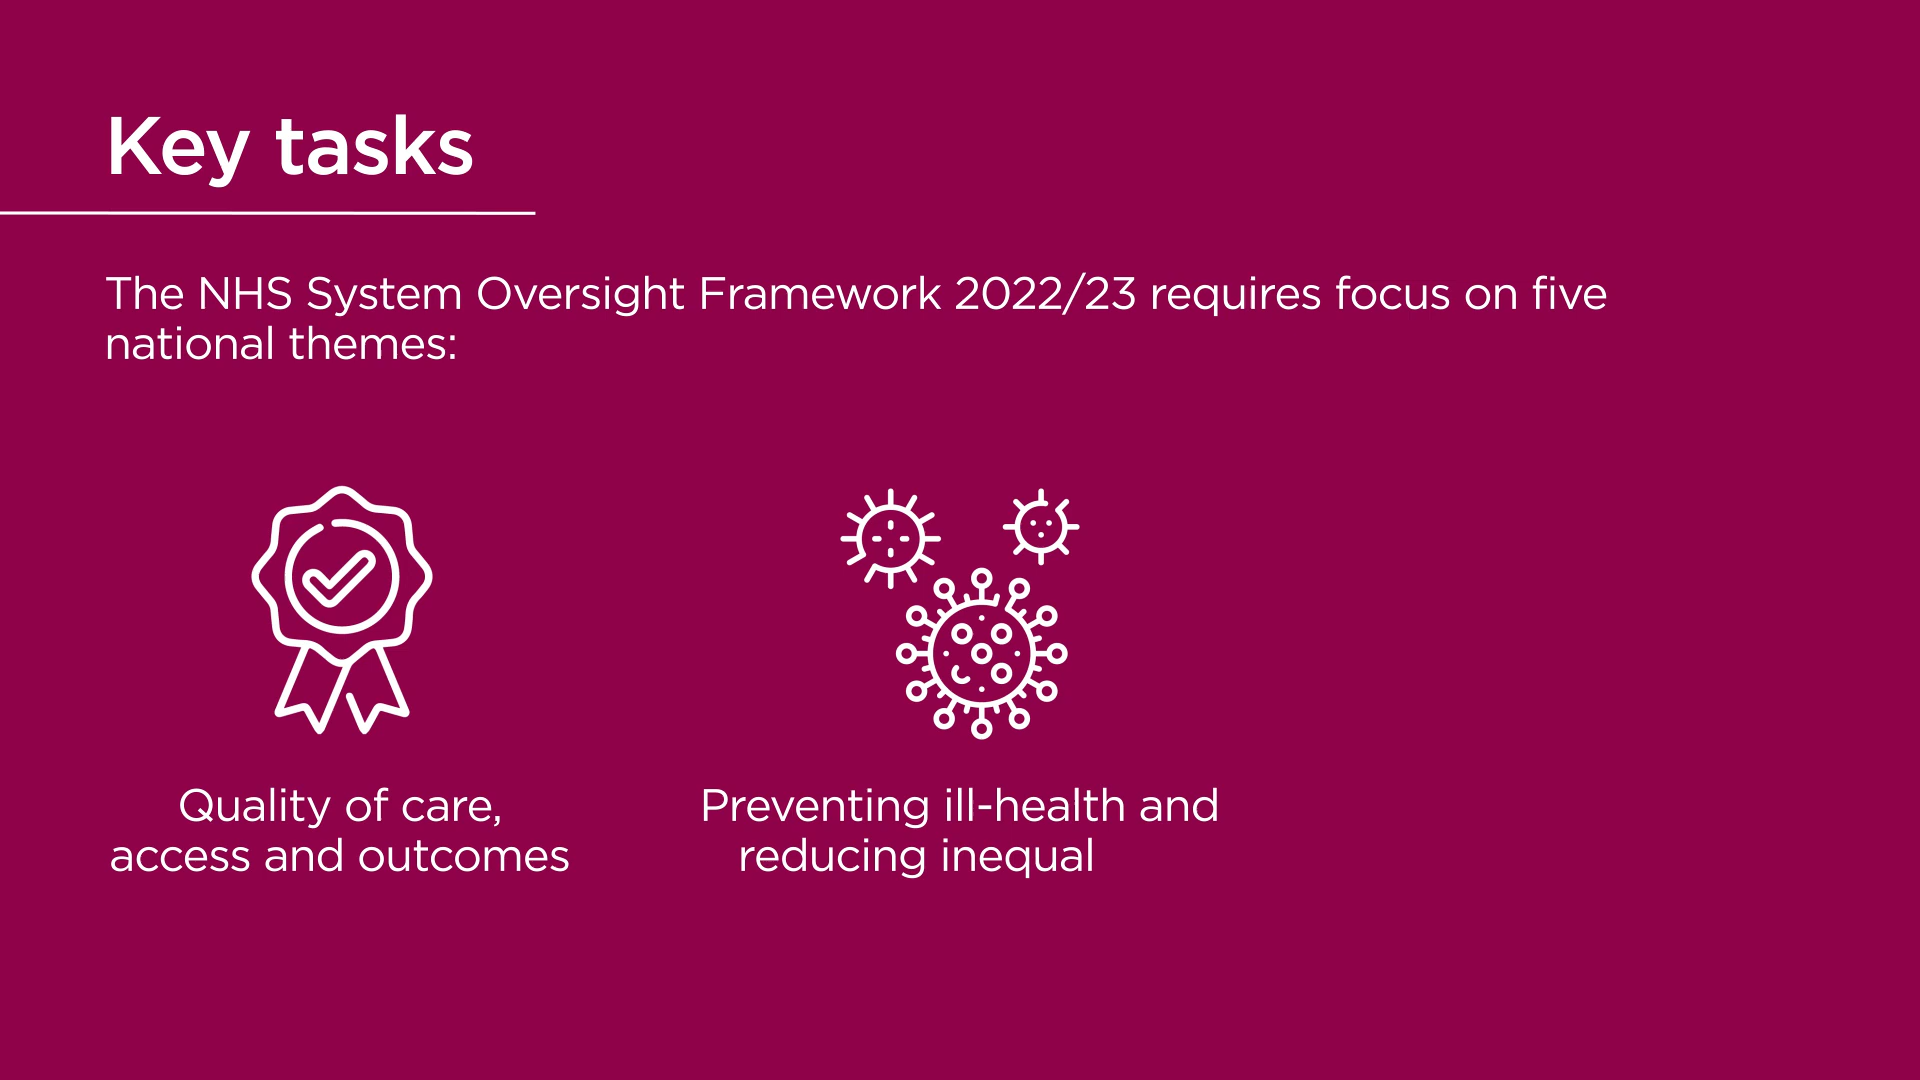 Key tasks
The NHS System Oversight Framework 2022/23 requires focus on five
national themes:
Quality of care,
access and outcomes
Preventing ill-health and
reducing inequal